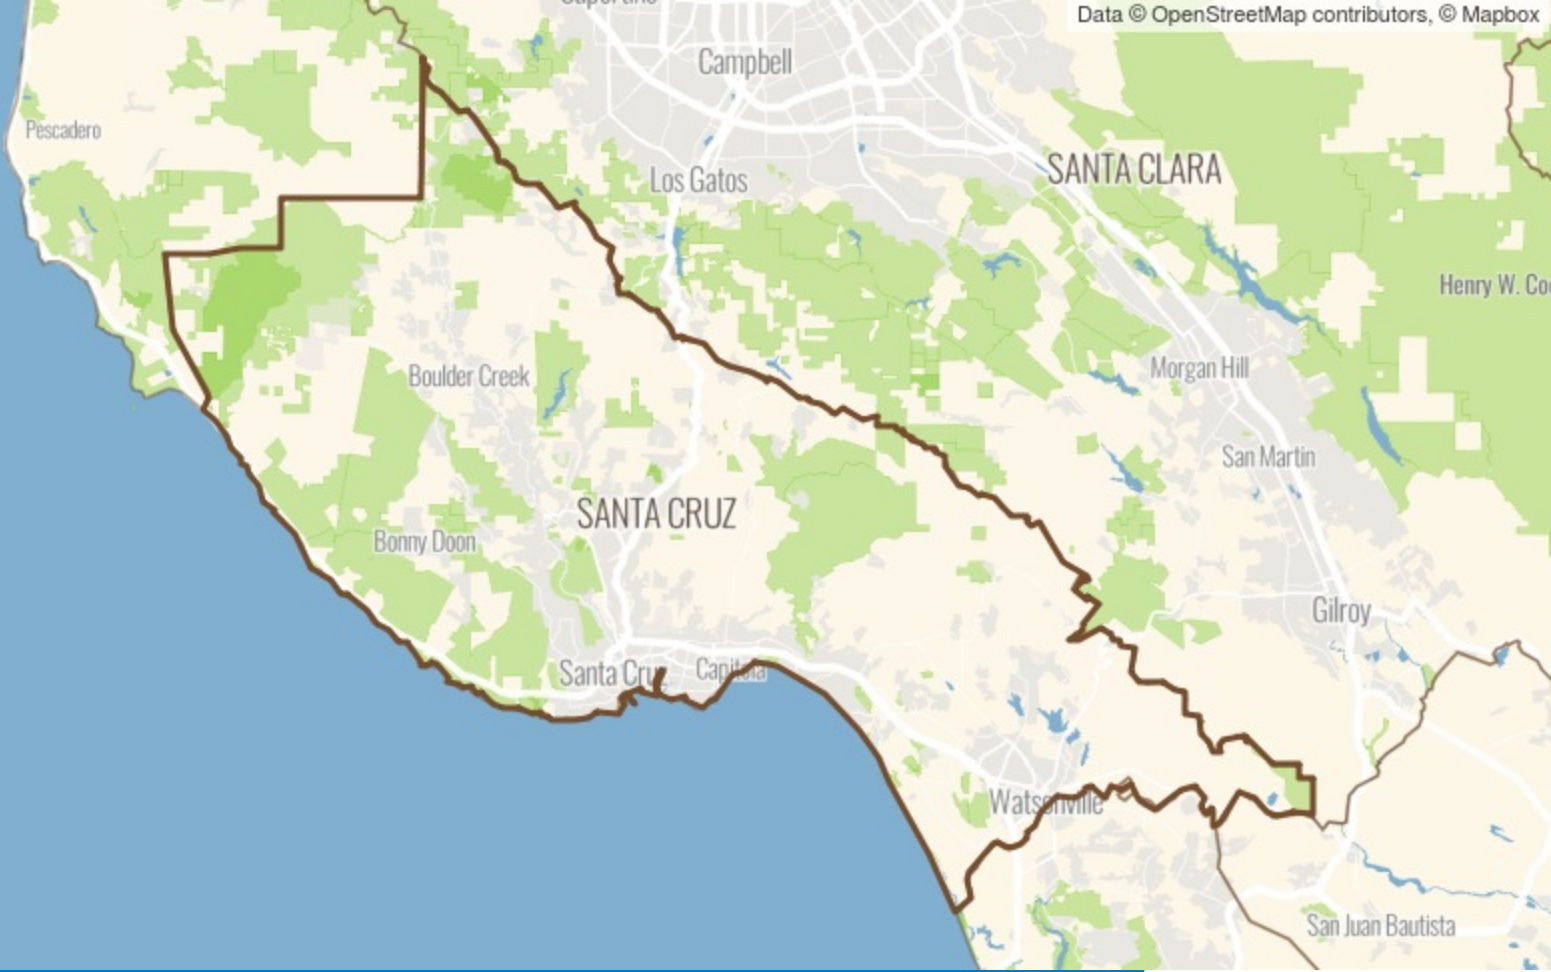 Data © OpenStreetMap contributors, © Mapbox
Campbell
Pescadero
SANTA CLARA
Los Gatos
Henry W. Co
Morgan Hill
Boulder Creek
San Martin
SANTA CRUZ
Bonny Doon
Gilroy
Santa Cruz
Capitola
Watsonville
San Juan Bautista